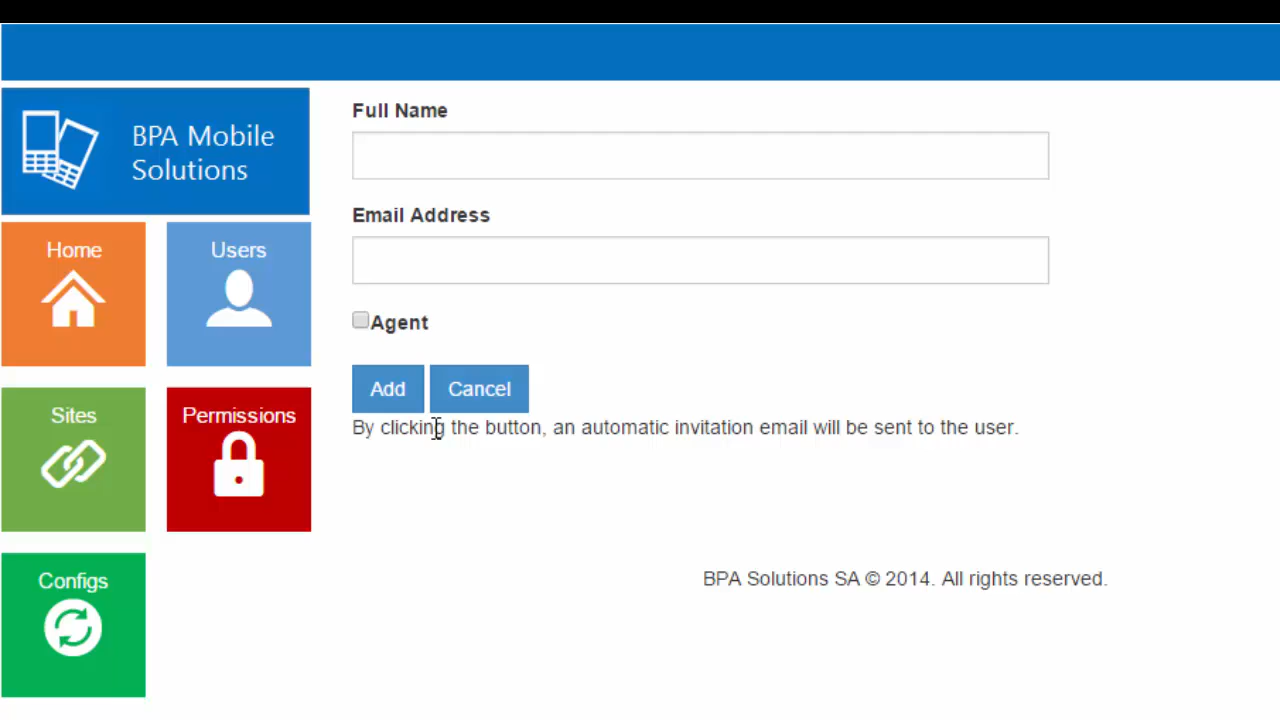 BPA Mobile
Solutions
Home
Users
Sites
Permissions
Configs
Full Name
Email Address
Agent
Add
Cancel
By clicking the button, an automatic invitation email will be sent to the user.
BPA Solutions SA © 2014. All rights reserved.